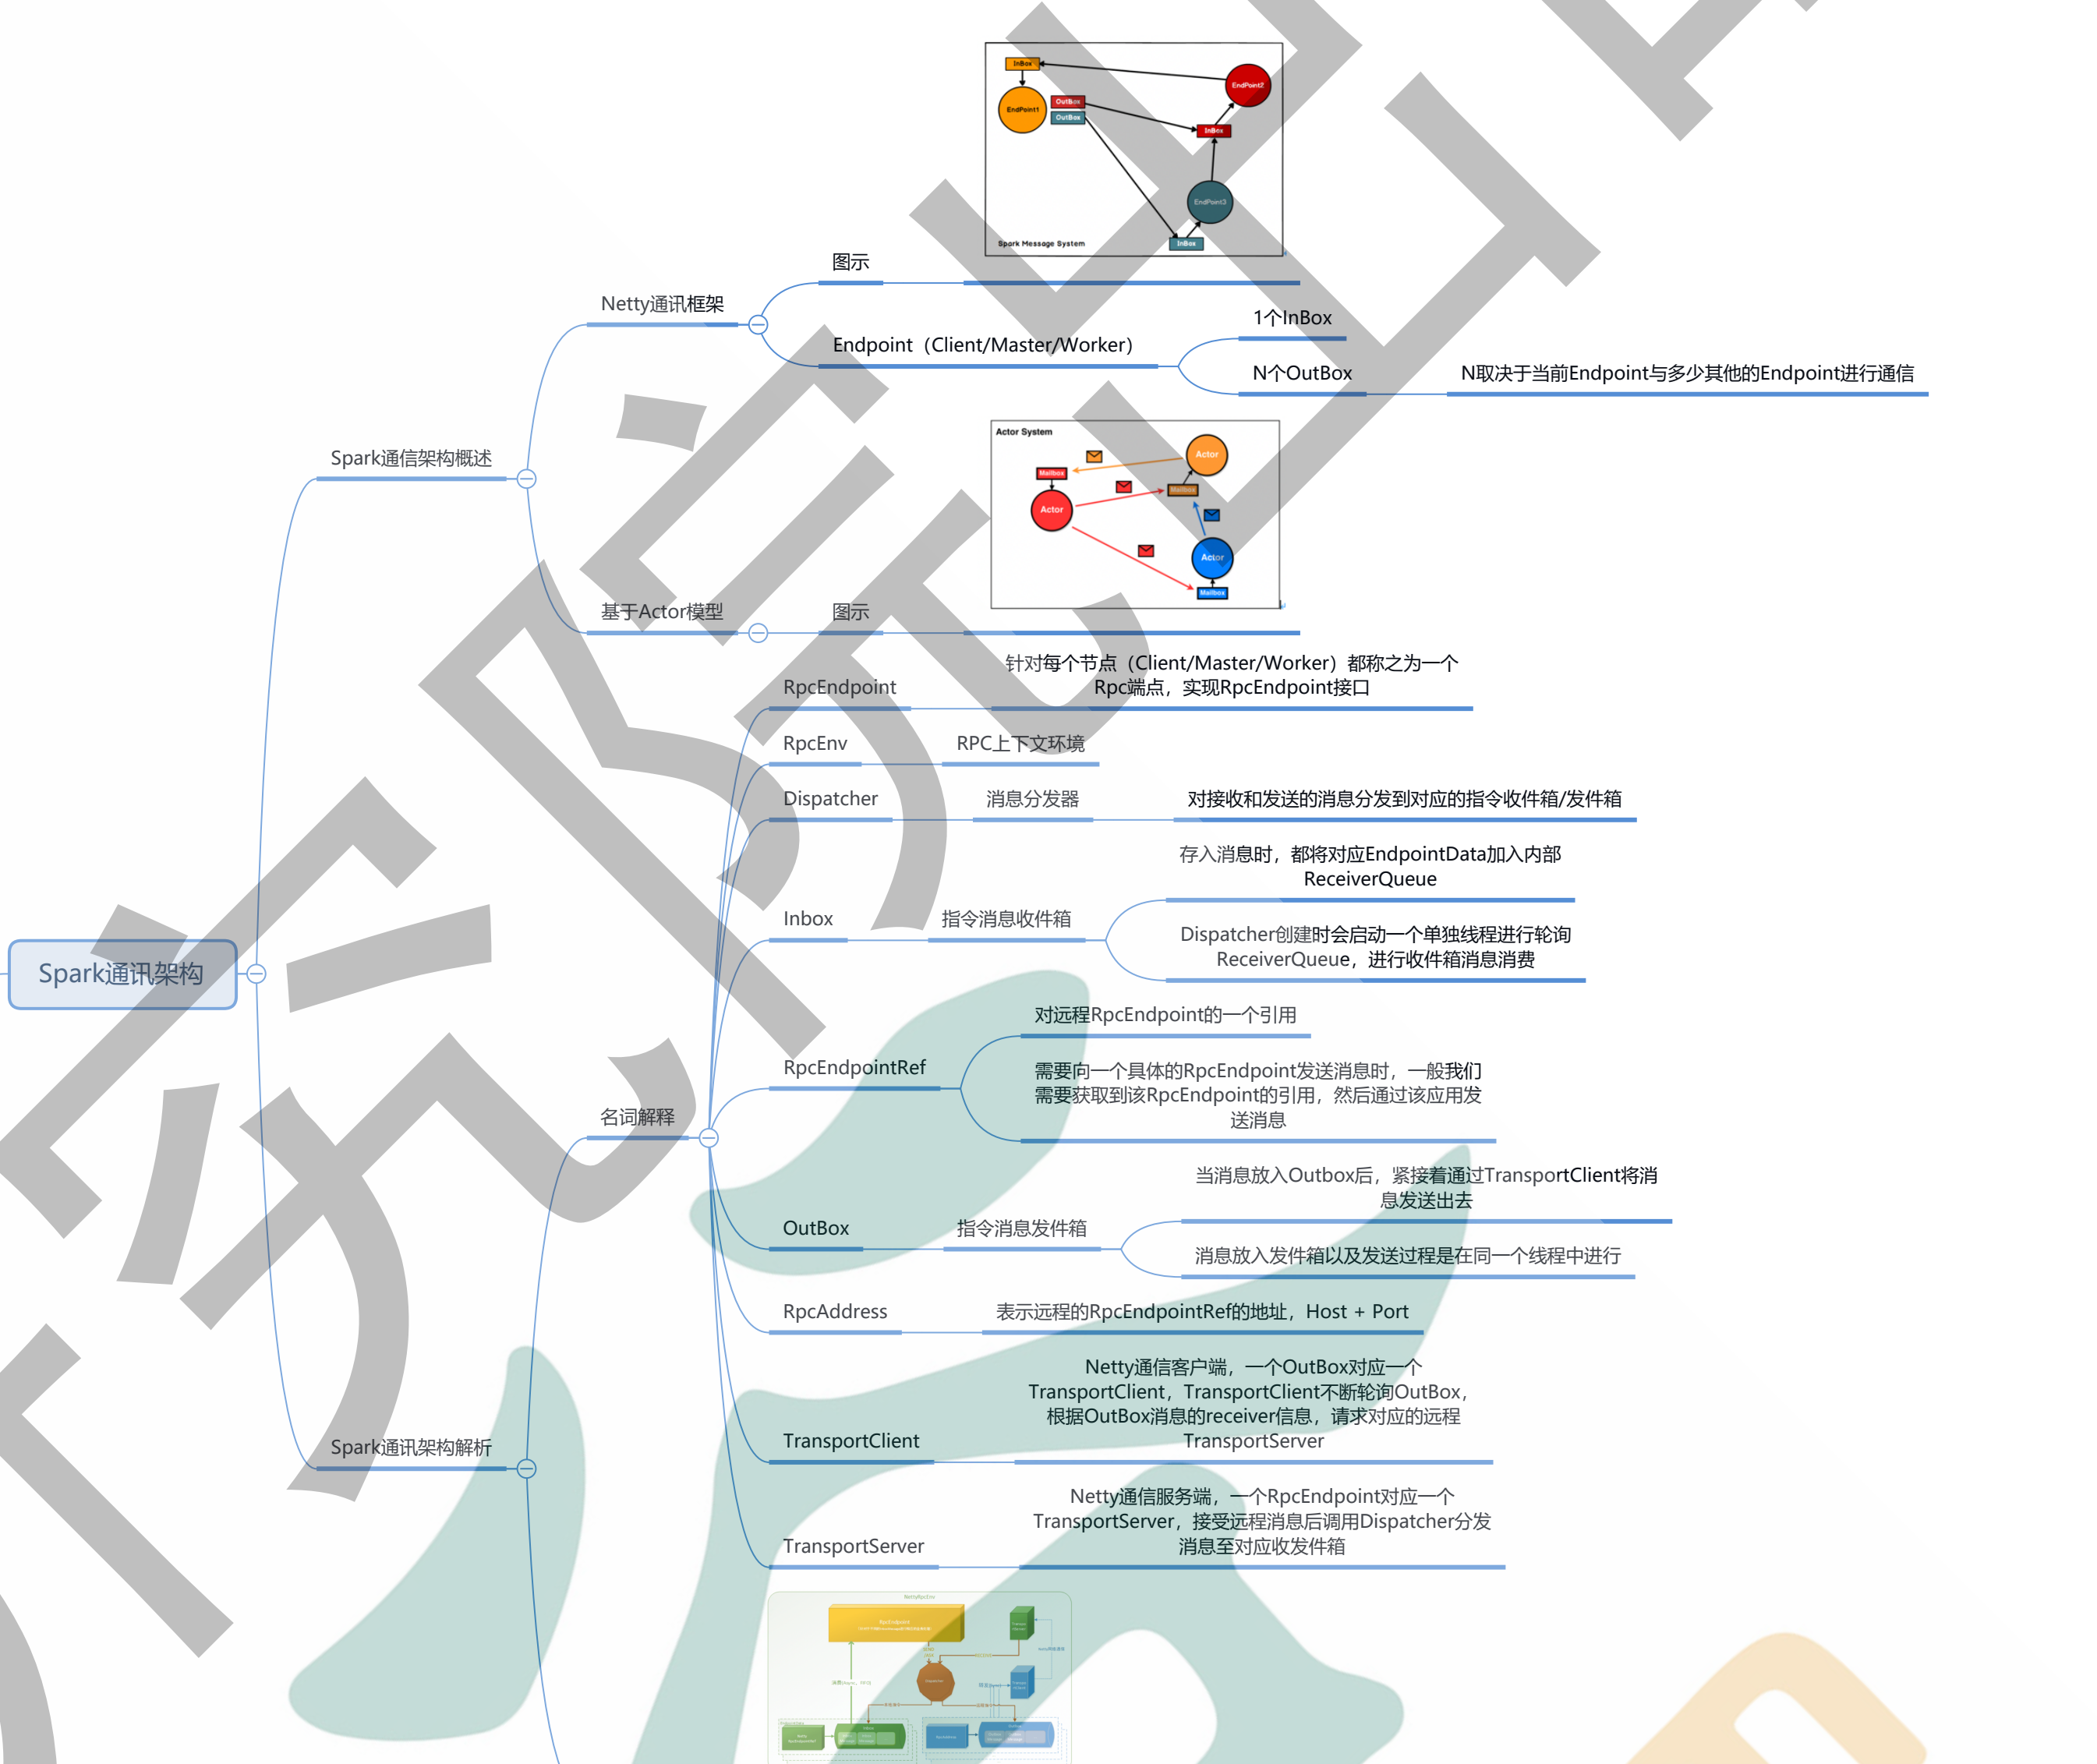 InBox
EndPoint1
OutBox
OutBox
EndPoint2
InBox
EndPoint3
InBox
Spark Message System
图示
Netty通讯框架
Endpoint（Client/Master/Worker）
1个InBox
N个OutBox
N取决于当前Endpoint与多少其他的Endpoint进行通信
Spark通信架构概述
Actor System
Actor
Mailbox
Mailbox
Actor
Actor
Mailbox
基于Actor模型
图示
RpcEndpoint
针对每个节点（Client/Master/Worker）都称之为一个
Rpc端点，实现RpcEndpoint接口
RpcEnv
RPC上下文环境
Dispatcher
消息分发器
对接收和发送的消息分发到对应的指令收件箱/发件箱
Inbox
指令消息收件箱
存入消息时，都将对应EndpointData加入内部
ReceiverQueue
Dispatcher创建时会启动一个单独线程进行轮询
ReceiverQueue，进行收件箱消息消费
Spark通讯架构
RpcEndpointRef
对远程RpcEndpoint的一个引用
需要向一个具体的RpcEndpoint发送消息时，一般我们
需要获取到该RpcEndpoint的引用，然后通过该应用发
送消息
名词解释
OutBox
指令消息发件箱
当消息放入Outbox后，紧接着通过TransportClient将消
息发送出去
消息放入发件箱以及发送过程是在同一个线程中进行
RpcAddress
表示远程的RpcEndpointRef的地址，Host + Port
TransportClient
Netty通信客户端，一个OutBox对应一个
TransportClient，TransportClient不断轮询OutBox，
根据OutBox消息的receiver信息，请求对应的远程
TransportServer
Spark通讯架构解析
TransportServer
Netty通信服务端，一个RpcEndpoint对应一个
TransportServer，接受远程消息后调用Dispatcher分发
消息至对应收发件箱
NettyRpcEnv
RpcEndpoint